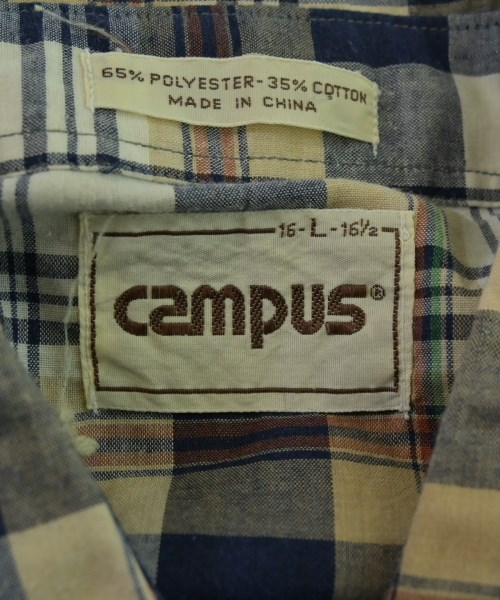 65% POLYESTER-35% COTTON
MADE IN CHINA
16-L-16½
campus®